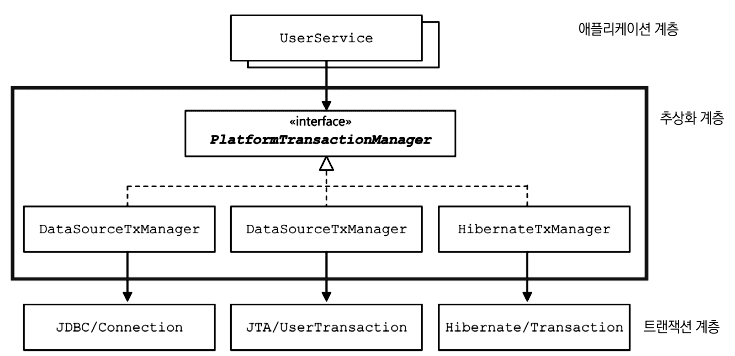 UserService
애플리케이션 계층
추상화 계층
«interface»
PlatformTransactionManager
DataSourceTxManager
DataSourceTxManager
HibernateTxManager
JDBC/Connection
JTA/UserTransaction
Hibernate/Transaction
트랜잭션 계층